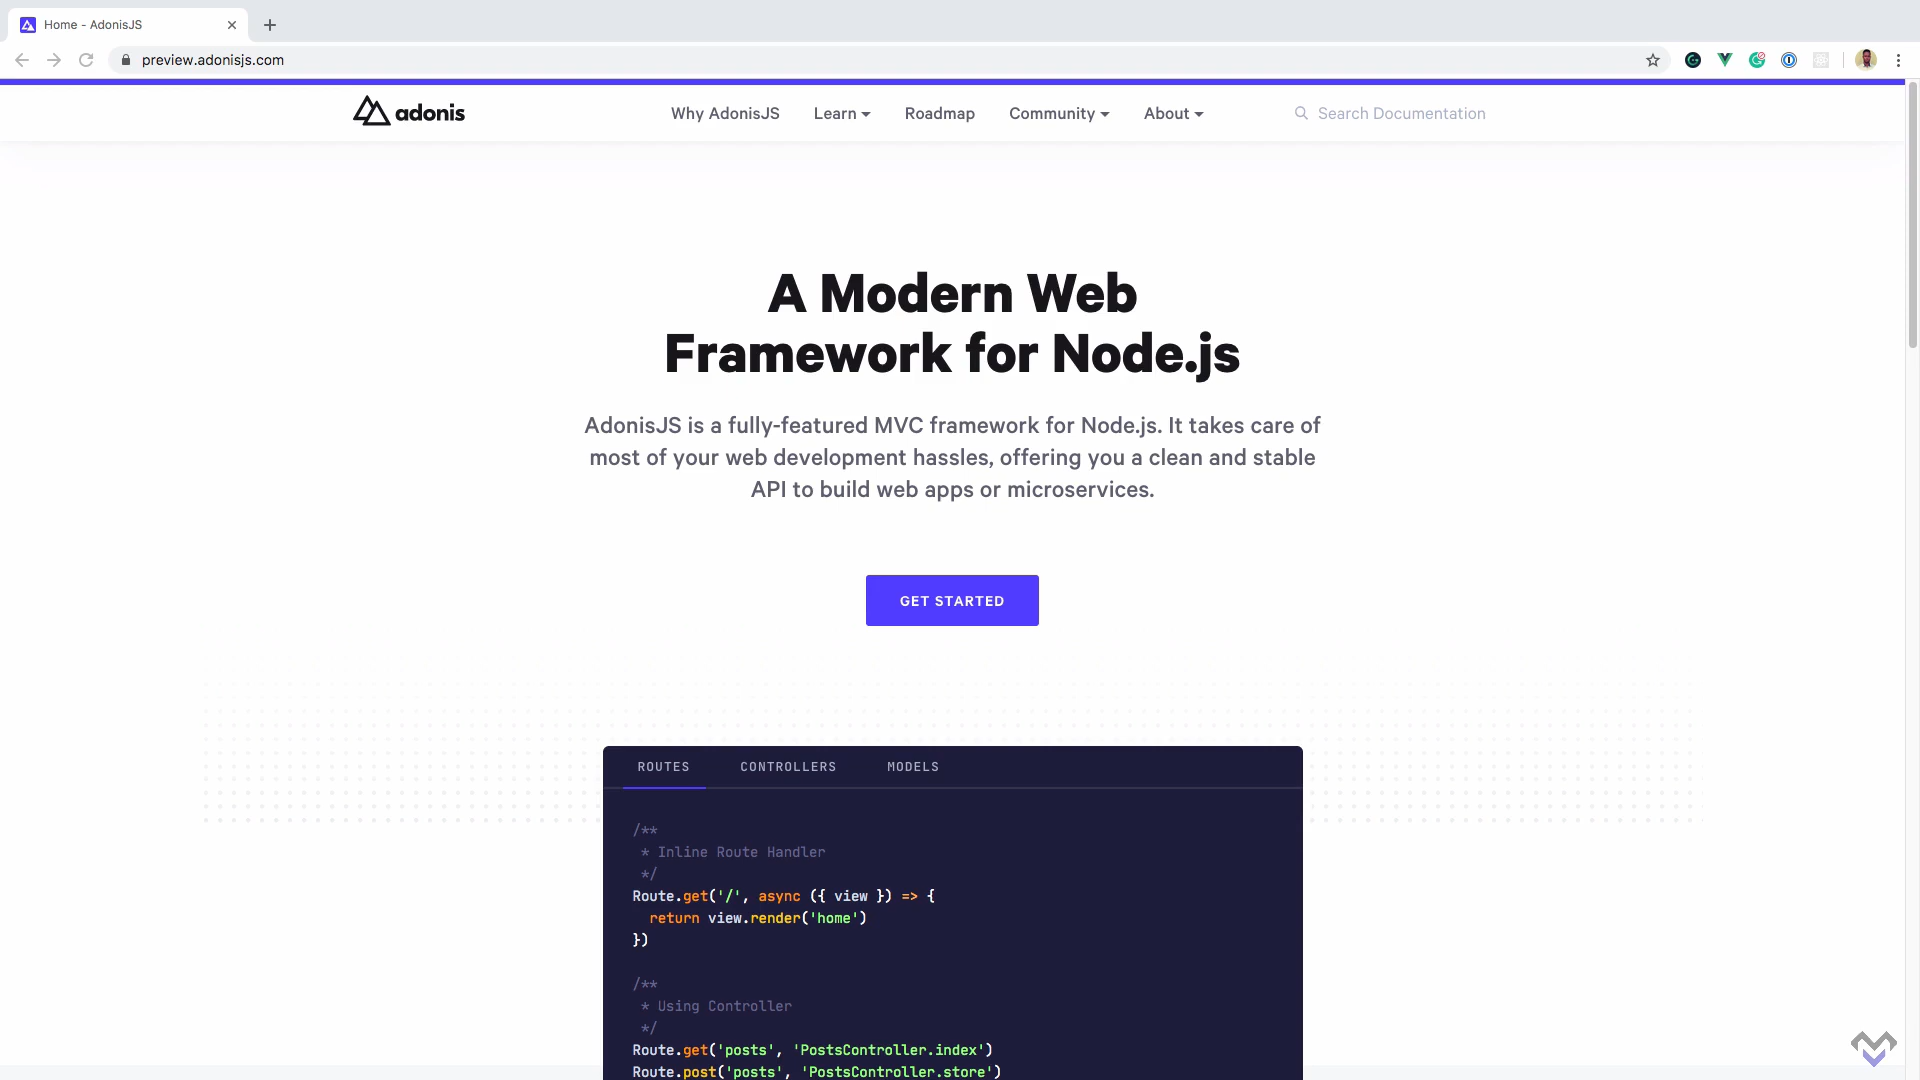 Home - AdonisJS
preview.adonisjs.com
adonis
Why AdonisJS
Learn
Roadmap
Community
About
Search Documentation
A Modern Web
Framework for Node.js
AdonisJS is a fully-featured MVC framework for Node.js. It takes care of
most of your web development hassles, offering you a clean and stable
API to build web apps or microservices.
GET STARTED
ROUTES
CONTROLLERS
MODELS
/**
* Inline Route Handler
*/
Route.get('/', async ({ view }) => {
return view.render('home')
})
/**
* Using Controller
*/
Route.get('posts', 'PostsController.index')
Route.post('posts', 'PostsController.store')